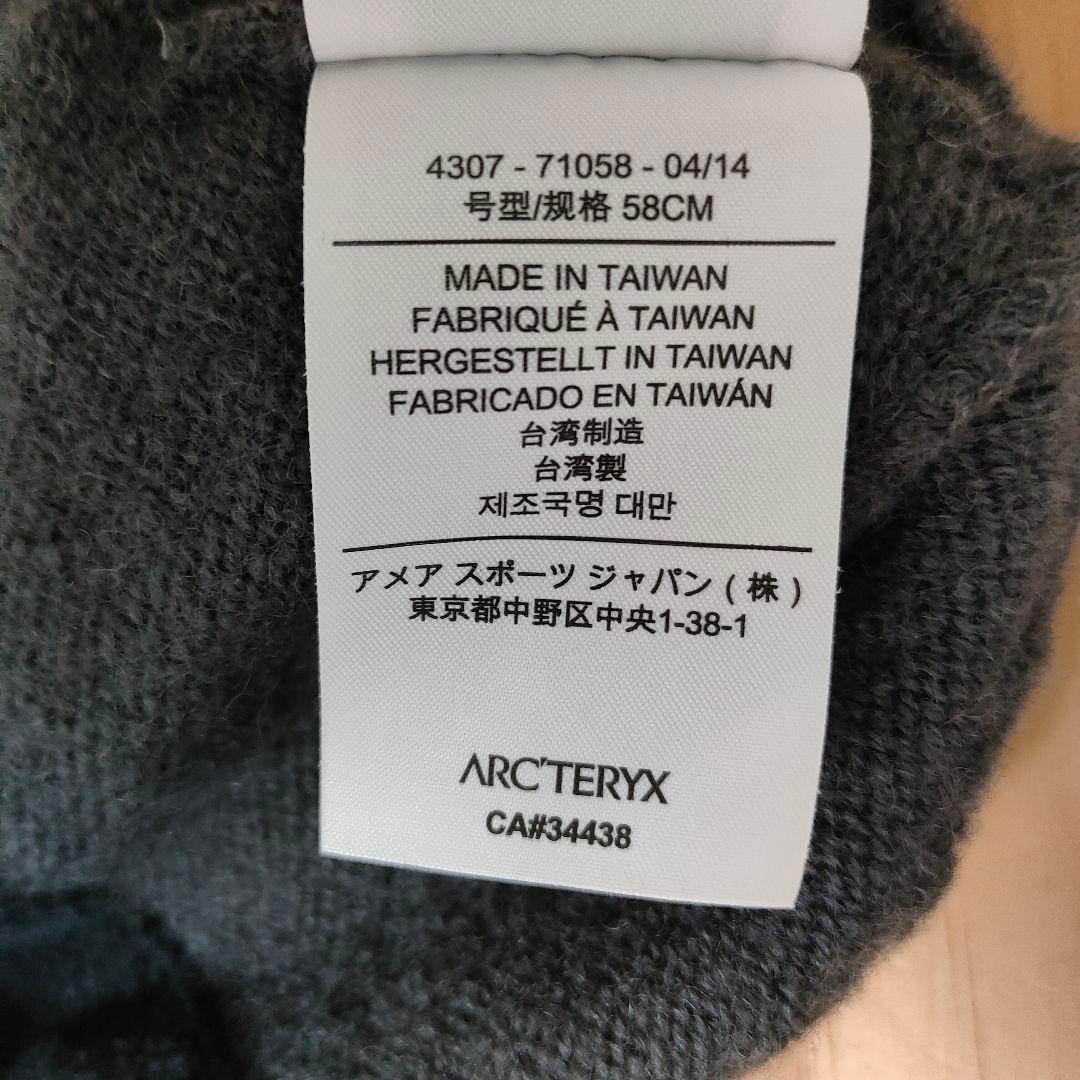 4307 - 71058 - 04/14
号型/规格 58CM
MADE IN TAIWAN
FABRIQUÉ À TAIWAN
HERGESTELLT IN TAIWAN
FABRICADO EN TAIWÁN
台湾制造
台湾製
제조국명 대만
アメア スポーツ ジャパン ( 株 )
東京都中野区中央1-38-1
ARC'TERYX
CA#34438